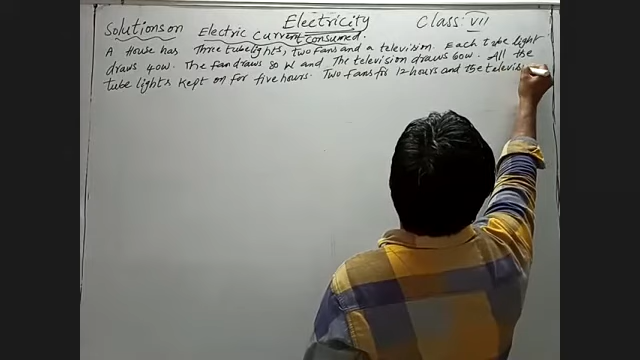 Electricity Class: VII
Solutions on Electric Current Consumed.
A House has Three tubelights, two Fans and a television. Each tube light
draws 40W. The fan draws 80 W and The television draws 60W. All the
tube lights kept on for five hours. Two fans for 12 hours and the televis